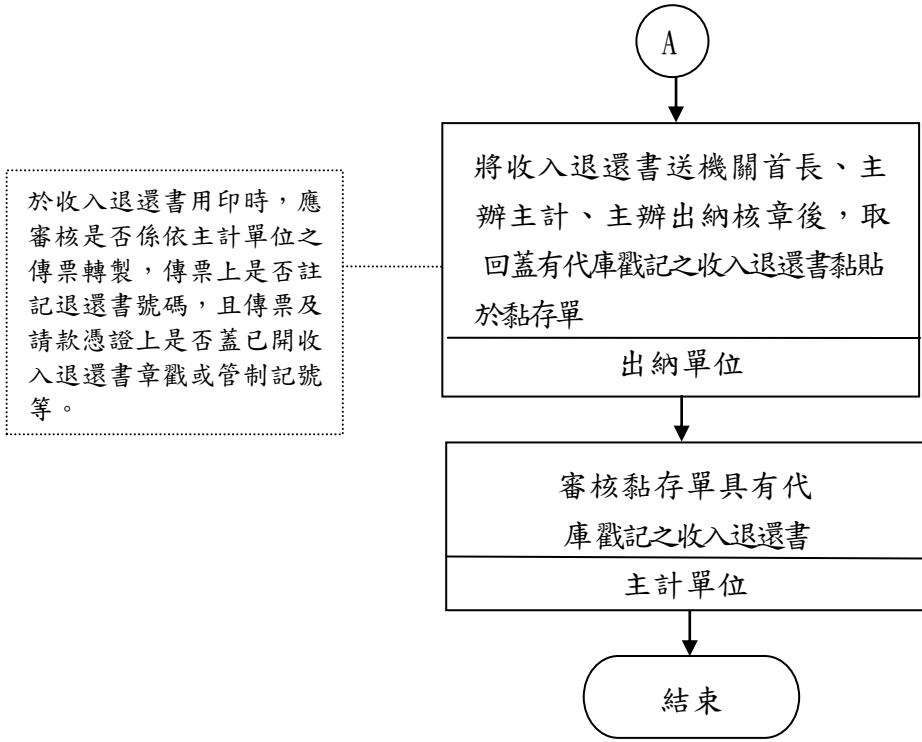 A
將收入退還書送機關首長、主
辦主計、主辦出納核章後，取
回蓋有代庫戳記之收入退還書黏貼
於黏存單
出納單位
於收入退還書用印時，應
審核是否係依主計單位之
傳票轉製，傳票上是否註
記退還書號碼，且傳票及
請款憑證上是否蓋已開收
入退還書章戳或管制記號
等。
審核黏存單具有代
庫戳記之收入退還書
主計單位
結束